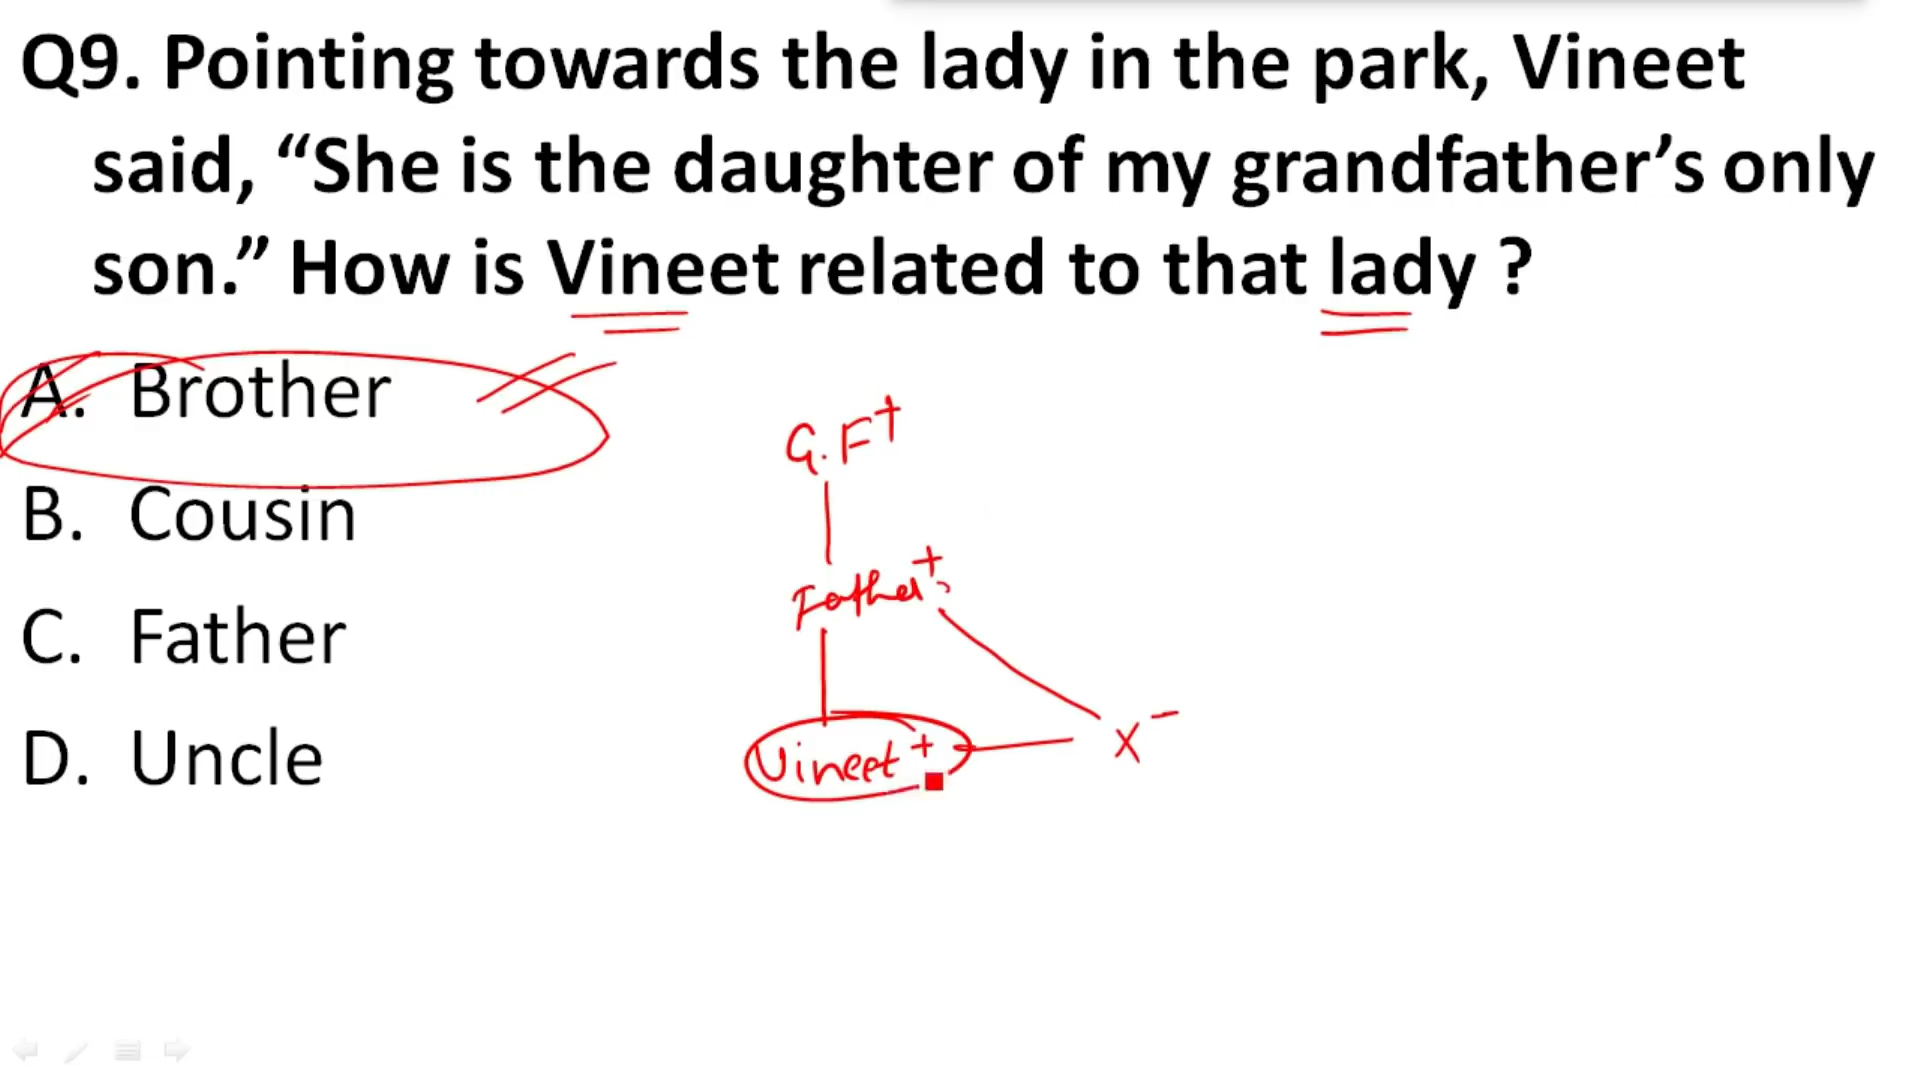 Q9. Pointing towards the lady in the park, Vineet
said, “She is the daughter of my grandfather’s only
son.” How is Vineet related to that lady ?
A. Brother
B. Cousin
C. Father
D. Uncle
G.F+
Father+
Vineet +
X−